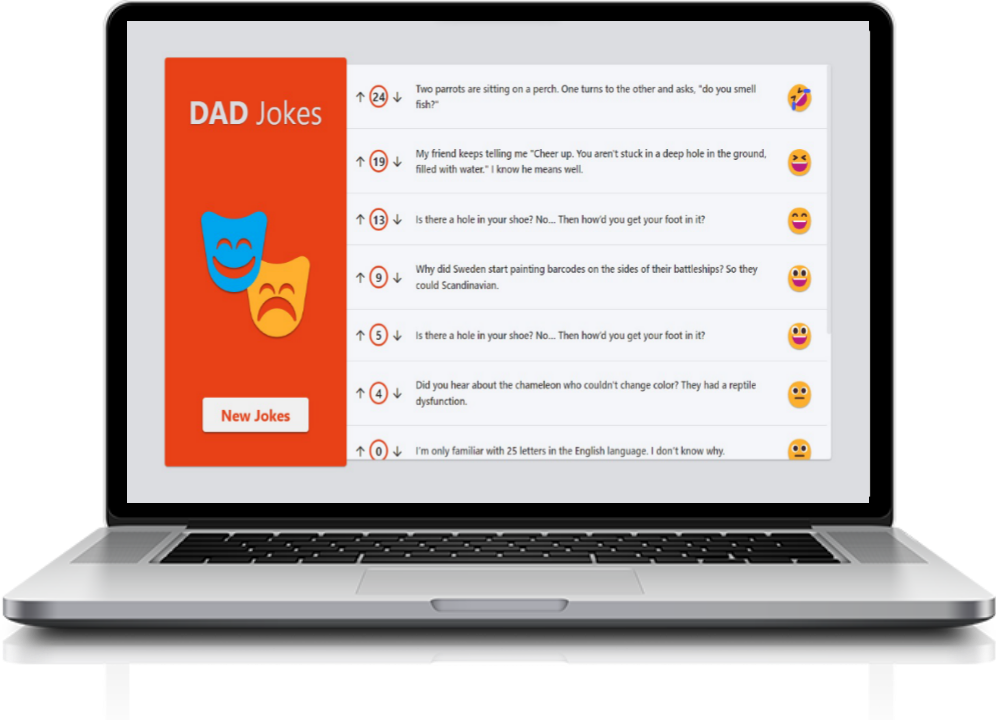 DAD Jokes
New Jokes
↑ 24 ↓
Two parrots are sitting on a perch. One turns to the other and asks, "do you smell
fish?"
↑ 19 ↓
My friend keeps telling me "Cheer up. You aren't stuck in a deep hole in the ground,
filled with water." I know he means well.
↑ 13 ↓
Is there a hole in your shoe? No... Then how'd you get your foot in it?
↑ 9 ↓
Why did Sweden start painting barcodes on the sides of their battleships? So they
could Scandinavian.
↑ 5 ↓
Is there a hole in your shoe? No... Then how'd you get your foot in it?
↑ 4 ↓
Did you hear about the chameleon who couldn't change color? They had a reptile
dysfunction.
↑ 0 ↓
I'm only familiar with 25 letters in the English language. I don't know why.